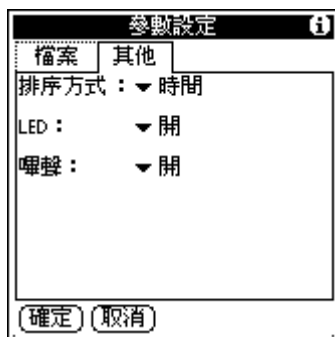 參數設定 i
檔案 其他
排序方式：時間
LED： 開
嗶聲： 開
確定 取消